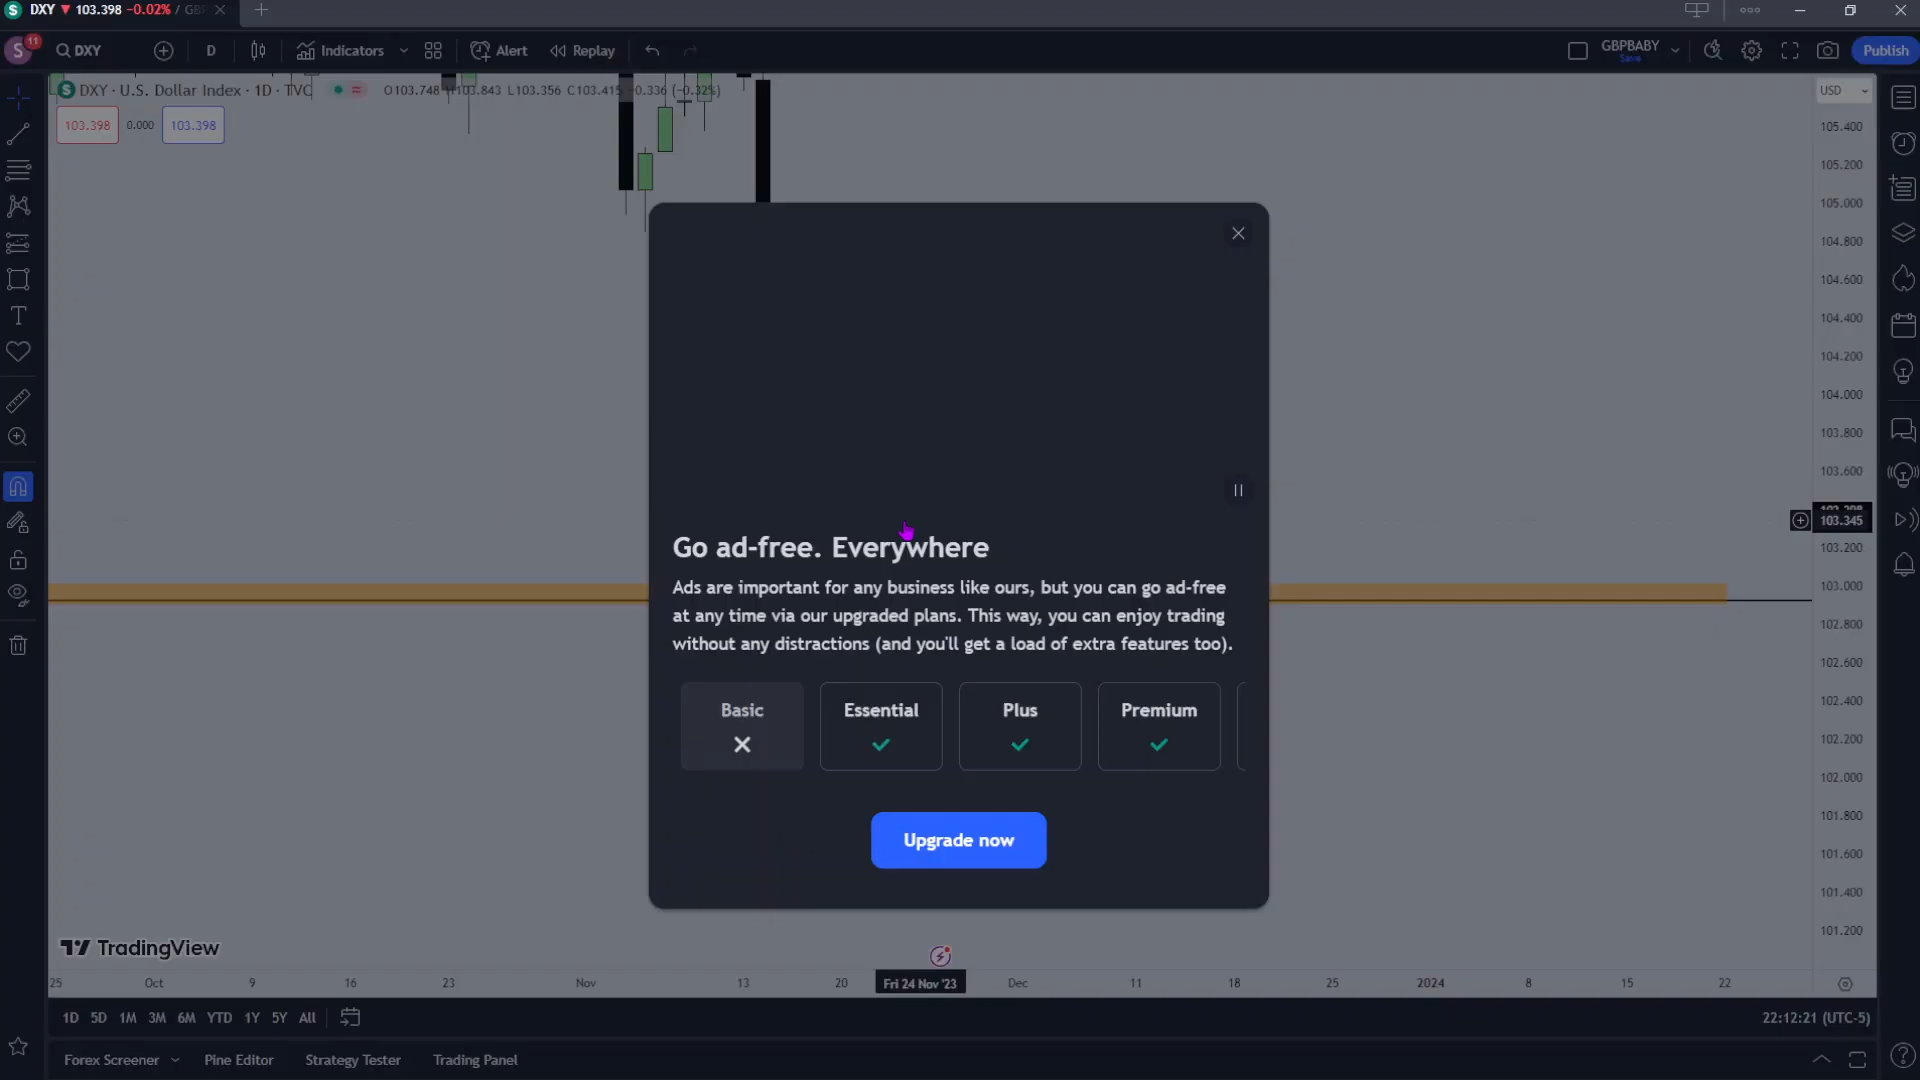 S DXY ▼ 103.398 −0.02% / GBP
S 11 DXY D Indicators Alert Replay GBPBABY Save Publish
DXY · U.S. Dollar Index · 1D · TVC O103.748 H103.843 L103.356 C103.415 −0.336 (−0.32%) USD
103.398 0.000 103.398
105.400
105.200
105.000
104.800
104.600
104.400
104.200
104.000
103.800
103.600
103.345
103.200
103.000
102.800
102.600
102.400
102.200
102.000
101.800
101.600
101.400
101.200
Go ad-free. Everywhere
Ads are important for any business like ours, but you can go ad-free
at any time via our upgraded plans. This way, you can enjoy trading
without any distractions (and you'll get a load of extra features too).
Basic Essential Plus Premium
Upgrade now
TradingView
25 Oct 9 16 23 Nov 13 20 Fri 24 Nov '23 Dec 11 18 25 2024 8 15 22
1D 5D 1M 3M 6M YTD 1Y 5Y All 22:12:21 (UTC-5)
Forex Screener Pine Editor Strategy Tester Trading Panel